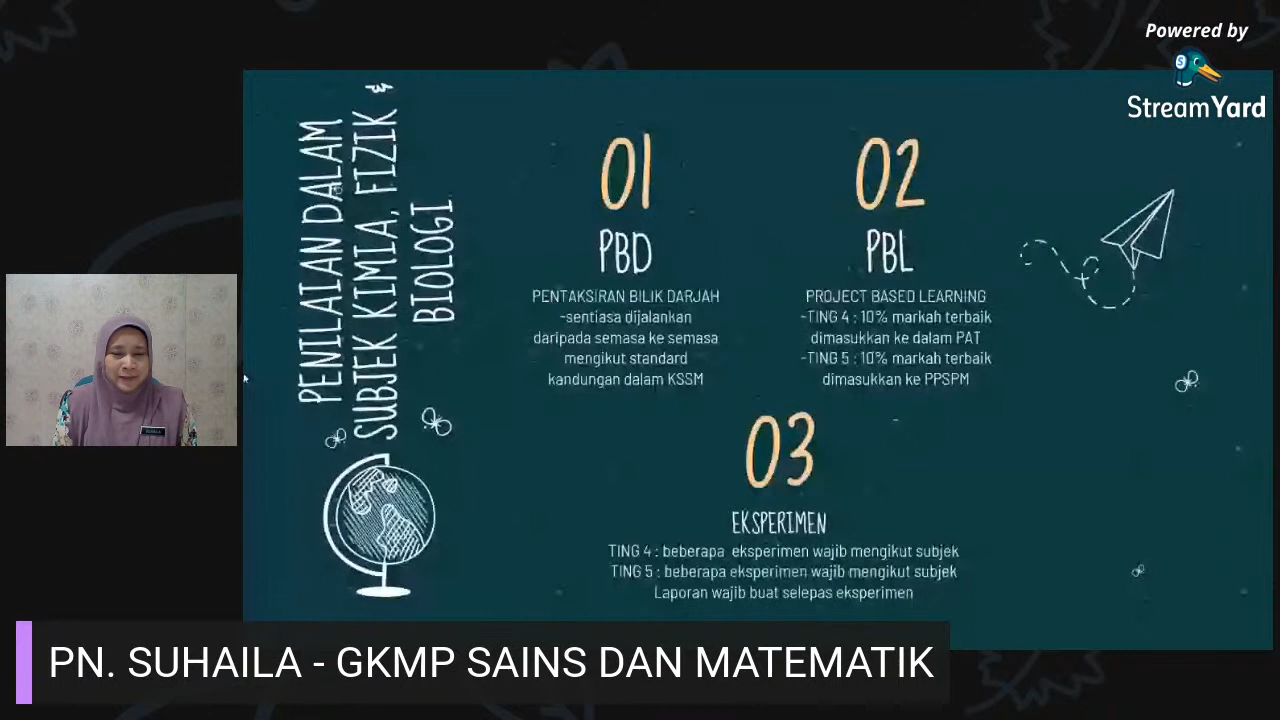 Powered by
StreamYard
PENILAIAN DALAM
SUBJEK KIMIA, FIZIK &
BIOLOGI
01
PBD
PENTAKSIRAN BILIK DARJAH
-sentiasa dijalankan
daripada semasa ke semasa
mengikut standard
kandungan dalam KSSM
02
PBL
PROJECT BASED LEARNING
-TING 4 : 10% markah terbaik
dimasukkan ke dalam PAT
-TING 5 : 10% markah terbaik
dimasukkan ke PPSPM
03
EKSPERIMEN
TING 4 : beberapa eksperimen wajib mengikut subjek
TING 5 : beberapa eksperimen wajib mengikut subjek
Laporan wajib buat selepas eksperimen
SUHAILA
PN. SUHAILA - GKMP SAINS DAN MATEMATIK